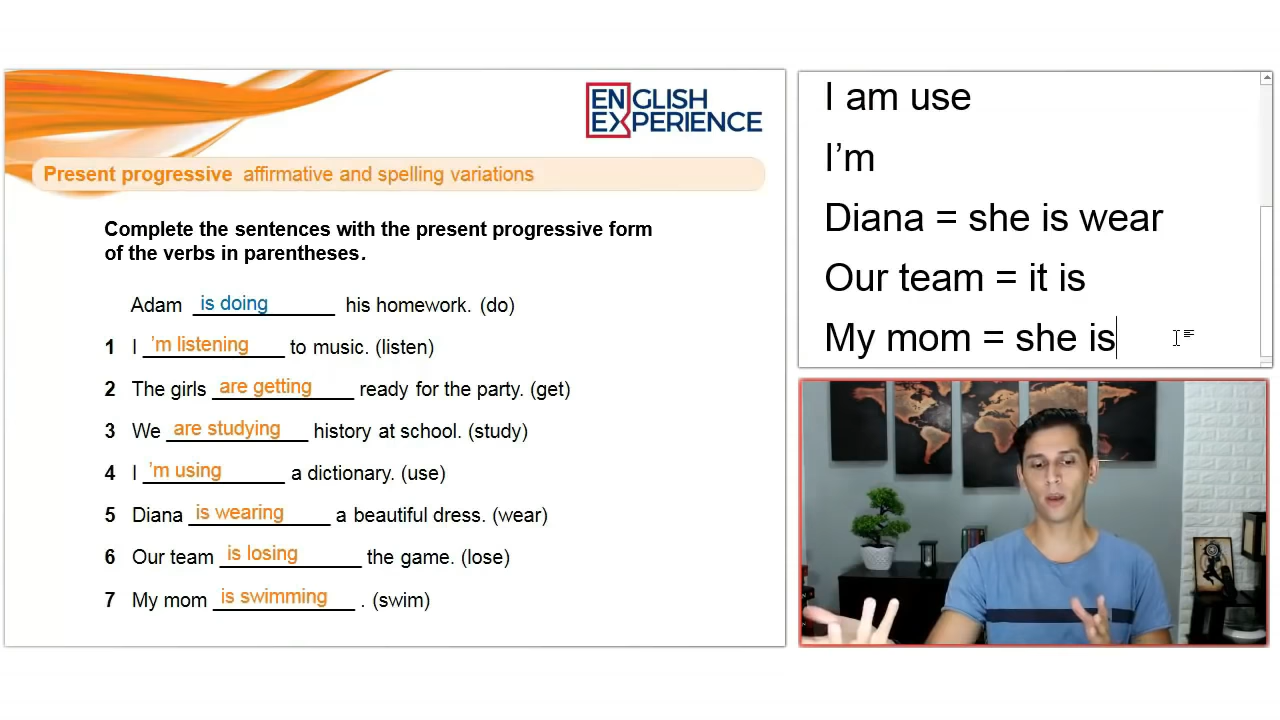 ENGLISH
EXPERIENCE
Present progressive affirmative and spelling variations
Complete the sentences with the present progressive form
of the verbs in parentheses.
Adam is doing his homework. (do)
1 I 'm listening to music. (listen)
2 The girls are getting ready for the party. (get)
3 We are studying history at school. (study)
4 I 'm using a dictionary. (use)
5 Diana is wearing a beautiful dress. (wear)
6 Our team is losing the game. (lose)
7 My mom is swimming . (swim)
I am use
I’m
Diana = she is wear
Our team = it is
My mom = she is